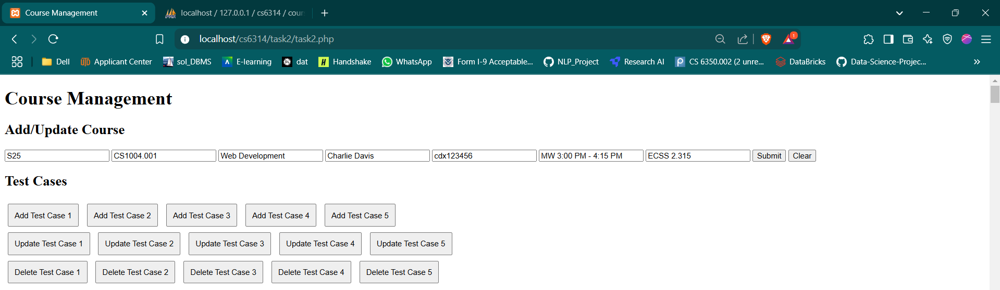 Course Management
localhost / 127.0.0.1 / cs6314 / cour
localhost/cs6314/task2/task2.php
1
Dell Applicant Center sol_DBMS E-learning dat Handshake WhatsApp Form I-9 Acceptable... NLP_Project Research AI CS 6350.002 (2 unre... DataBricks Data-Science-Projec...
Course Management
Add/Update Course
S25 CS1004.001 Web Development Charlie Davis cdx123456 MW 3:00 PM - 4:15 PM ECSS 2.315 Submit Clear
Test Cases
Add Test Case 1 Add Test Case 2 Add Test Case 3 Add Test Case 4 Add Test Case 5
Update Test Case 1 Update Test Case 2 Update Test Case 3 Update Test Case 4 Update Test Case 5
Delete Test Case 1 Delete Test Case 2 Delete Test Case 3 Delete Test Case 4 Delete Test Case 5